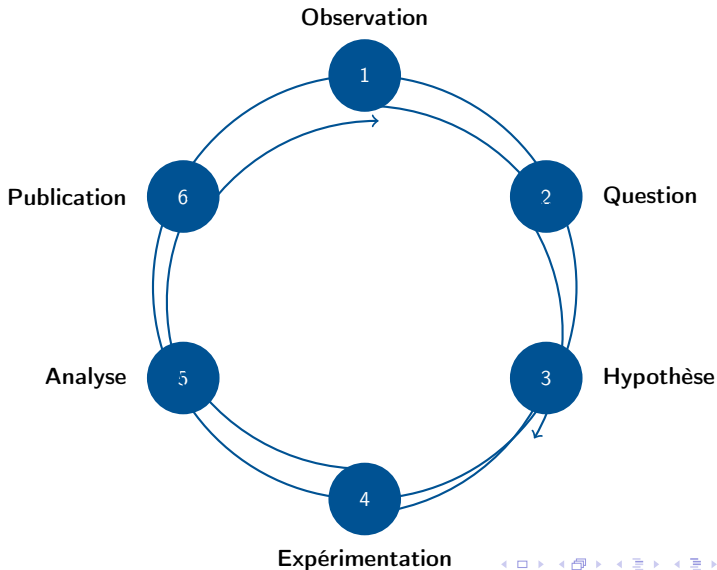 Observation
1
2
Question
3
Hypothèse
4
Expérimentation
5
Analyse
6
Publication